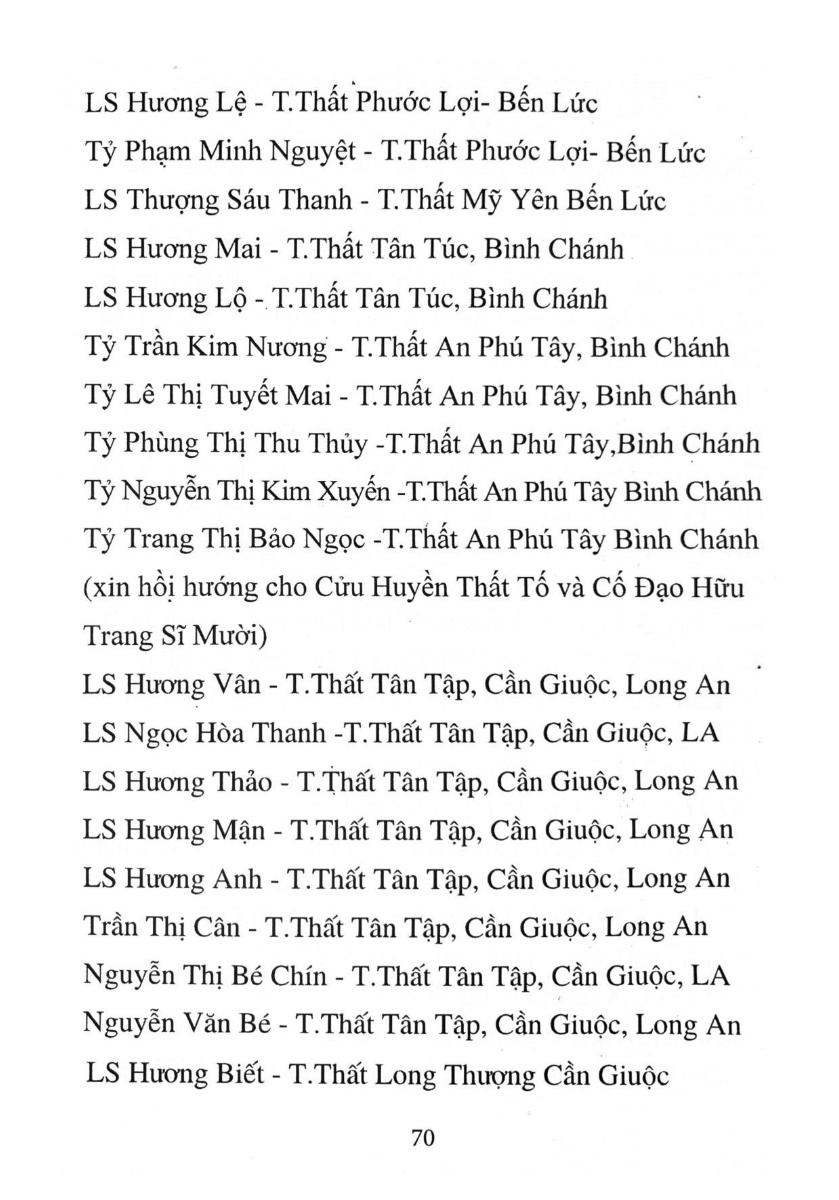 LS Hương Lệ - T.Thất Phước Lợi- Bến Lức
Tỷ Phạm Minh Nguyệt - T.Thất Phước Lợi- Bến Lức
LS Thượng Sáu Thanh - T.Thất Mỹ Yên Bến Lức
LS Hương Mai - T.Thất Tân Túc, Bình Chánh
LS Hương Lộ - T.Thất Tân Túc, Bình Chánh
Tỷ Trần Kim Nương - T.Thất An Phú Tây, Bình Chánh
Tỷ Lê Thị Tuyết Mai - T.Thất An Phú Tây, Bình Chánh
Tỷ Phùng Thị Thu Thủy -T.Thất An Phú Tây,Bình Chánh
Tỷ Nguyễn Thị Kim Xuyến -T.Thất An Phú Tây Bình Chánh
Tỷ Trang Thị Bảo Ngọc -T.Thất An Phú Tây Bình Chánh
(xin hồi hướng cho Cửu Huyền Thất Tổ và Cố Đạo Hữu
Trang Sĩ Mười)
LS Hương Vân - T.Thất Tân Tập, Cần Giuộc, Long An
LS Ngọc Hòa Thanh -T.Thất Tân Tập, Cần Giuộc, LA
LS Hương Thảo - T.Thất Tân Tập, Cần Giuộc, Long An
LS Hương Mận - T.Thất Tân Tập, Cần Giuộc, Long An
LS Hương Anh - T.Thất Tân Tập, Cần Giuộc, Long An
Trần Thị Cân - T.Thất Tân Tập, Cần Giuộc, Long An
Nguyễn Thị Bé Chín - T.Thất Tân Tập, Cần Giuộc, LA
Nguyễn Văn Bé - T.Thất Tân Tập, Cần Giuộc, Long An
LS Hương Biết - T.Thất Long Thượng Cần Giuộc
70